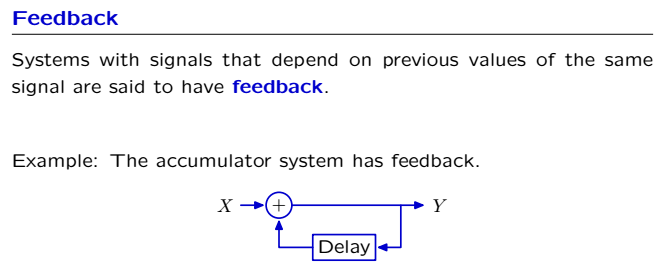 Feedback
Systems with signals that depend on previous values of the same
signal are said to have feedback.
Example: The accumulator system has feedback.
X + Y
Delay